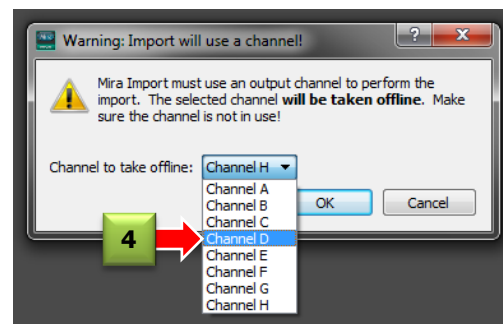 Warning: Import will use a channel!
?
X
Mira Import must use an output channel to perform the
import. The selected channel will be taken offline. Make
sure the channel is not in use!
Channel to take offline:
Channel H
Channel A
Channel B
Channel C
Channel D
Channel E
Channel F
Channel G
Channel H
OK
Cancel
4